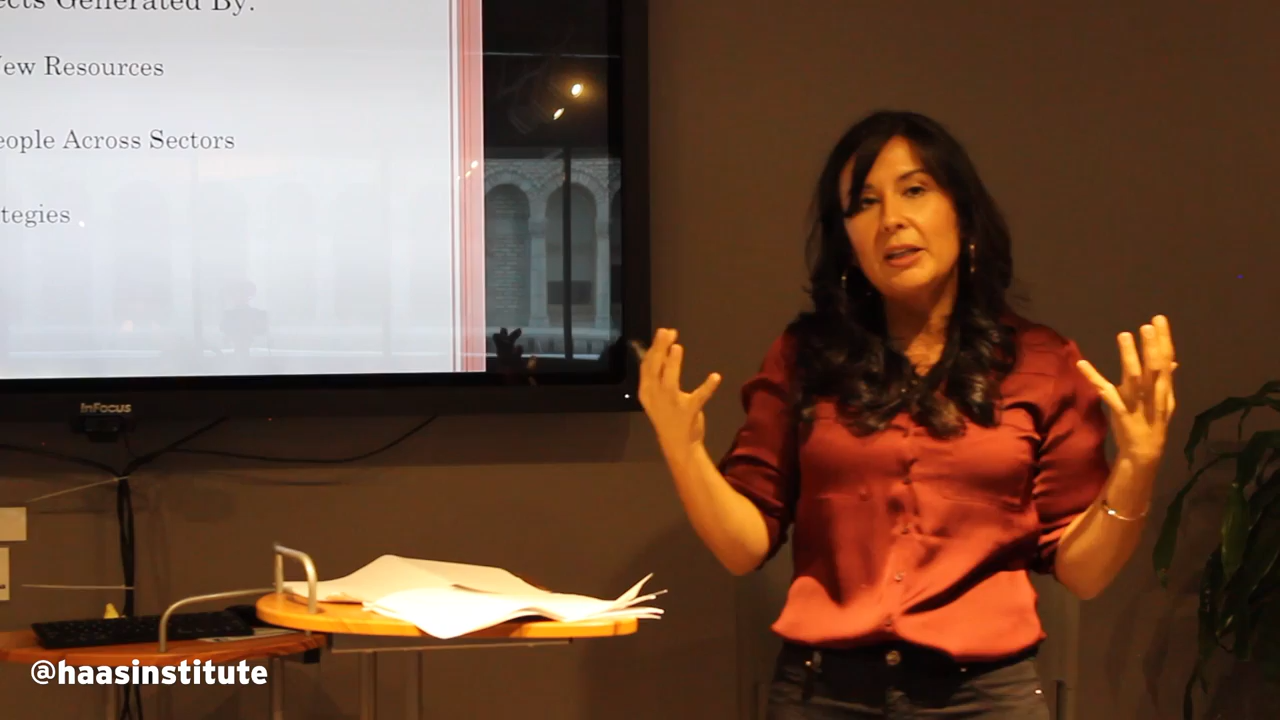 ects Generated By:
New Resources
eople Across Sectors
tegies
InFocus
@haasinstitute